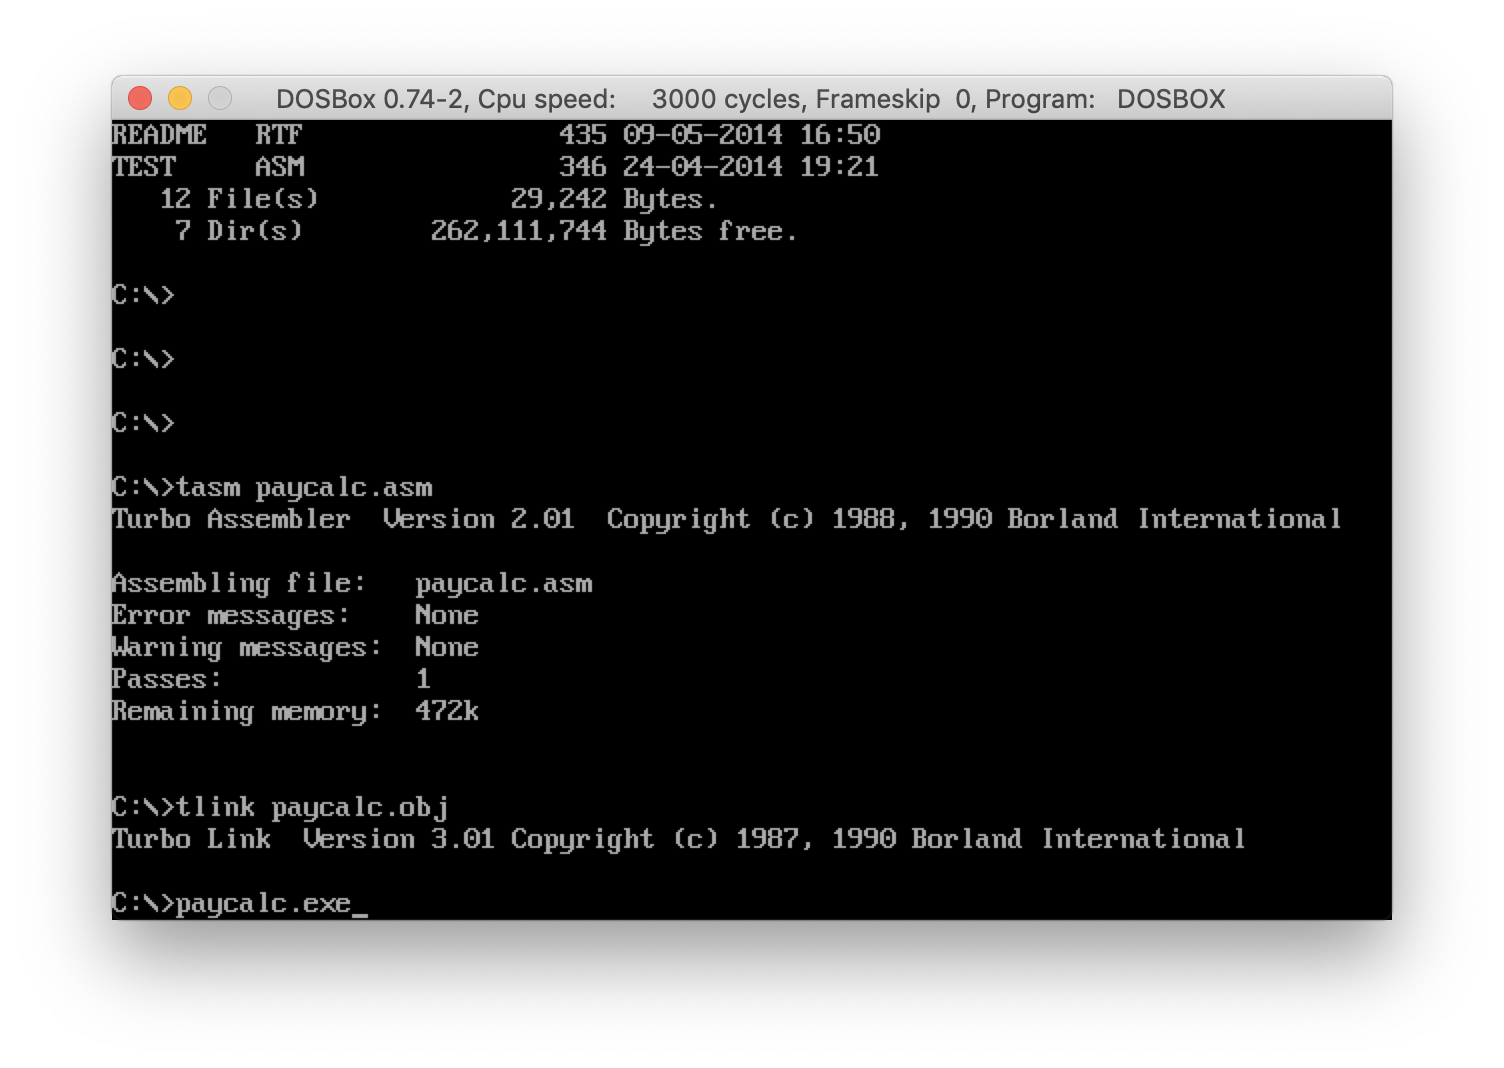 DOSBox 0.74-2, Cpu speed:    3000 cycles, Frameskip  0, Program:   DOSBOX
README   RTF                435 09-05-2014 16:50
TEST     ASM                346 24-04-2014 19:21
   12 File(s)            29,242 Bytes.
    7 Dir(s)        262,111,744 Bytes free.
C:\>
C:\>
C:\>
C:\>tasm paycalc.asm
Turbo Assembler  Version 2.01  Copyright (c) 1988, 1990 Borland International
Assembling file:   paycalc.asm
Error messages:    None
Warning messages:  None
Passes:            1
Remaining memory:  472k
C:\>tlink paycalc.obj
Turbo Link  Version 3.01 Copyright (c) 1987, 1990 Borland International
C:\>paycalc.exe_